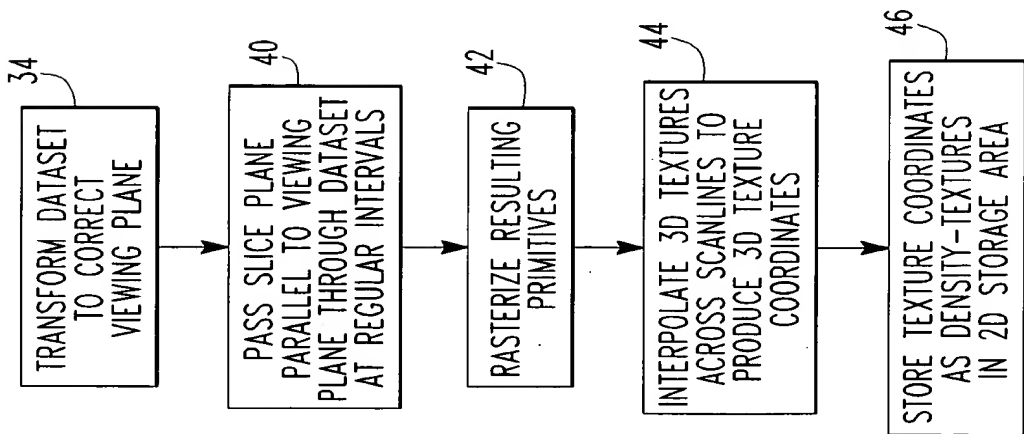 34
TRANSFORM DATASET
TO CORRECT
VIEWING PLANE
40
PASS SLICE PLANE
PARALLEL TO VIEWING
PLANE THROUGH DATASET
AT REGULAR INTERVALS
42
RASTERIZE RESULTING
PRIMITIVES
44
INTERPOLATE 3D TEXTURES
ACROSS SCANLINES TO
PRODUCE 3D TEXTURE
COORDINATES
46
STORE TEXTURE COORDINATES
AS DENSITY-TEXTURES
IN 2D STORAGE AREA